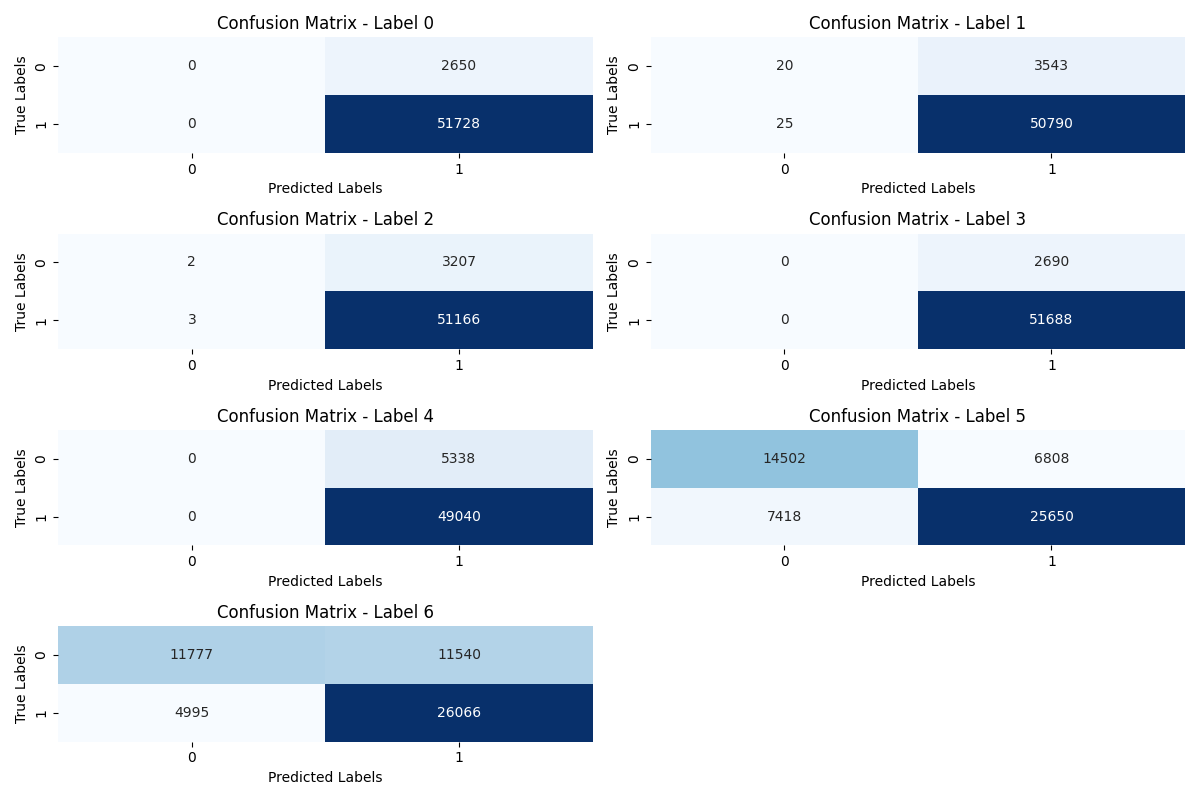 Confusion Matrix - Label 0
True Labels
0
0 2650
1
0 51728
0 1
Predicted Labels
Confusion Matrix - Label 1
True Labels
0
20 3543
1
25 50790
0 1
Predicted Labels
Confusion Matrix - Label 2
True Labels
0
2 3207
1
3 51166
0 1
Predicted Labels
Confusion Matrix - Label 3
True Labels
0
0 2690
1
0 51688
0 1
Predicted Labels
Confusion Matrix - Label 4
True Labels
0
0 5338
1
0 49040
0 1
Predicted Labels
Confusion Matrix - Label 5
True Labels
0
14502 6808
1
7418 25650
0 1
Predicted Labels
Confusion Matrix - Label 6
True Labels
0
11777 11540
1
4995 26066
0 1
Predicted Labels